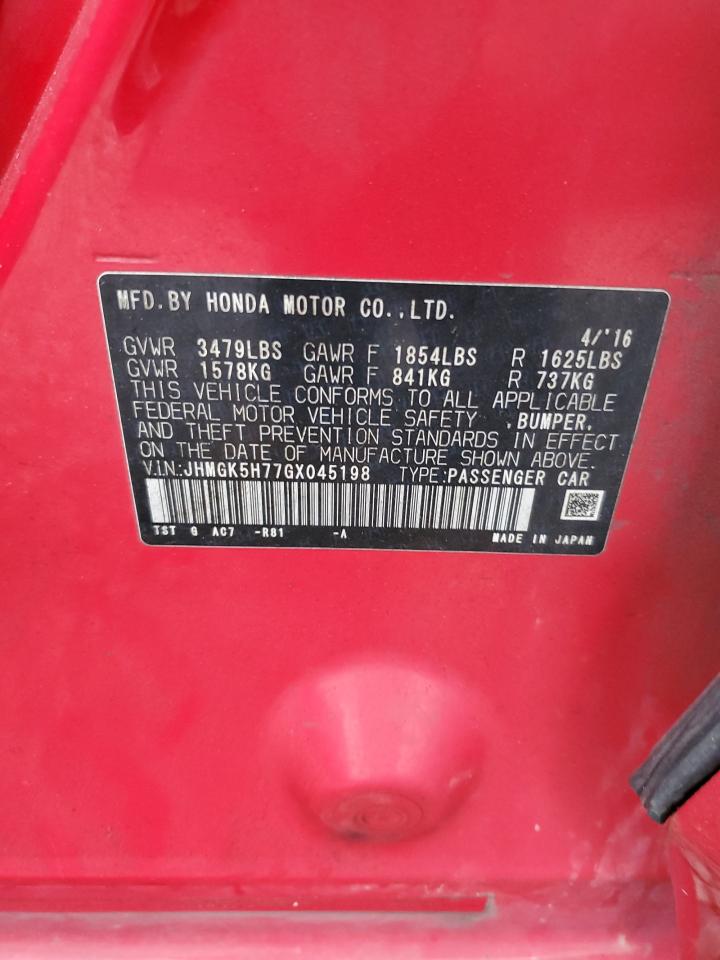 MFD.BY HONDA MOTOR CO.,LTD.
4/'16
GVWR 3479LBS GAWR F 1854LBS R 1625LBS
GVWR 1578KG GAWR F 841KG R 737KG
THIS VEHICLE CONFORMS TO ALL APPLICABLE
FEDERAL MOTOR VEHICLE SAFETY ,BUMPER,
AND THEFT PREVENTION STANDARDS IN EFFECT
ON THE DATE OF MANUFACTURE SHOWN ABOVE.
V.I.N:JHMGK5H77GX045198 TYPE:PASSENGER CAR
TST G AC7 -R81 -A MADE IN JAPAN